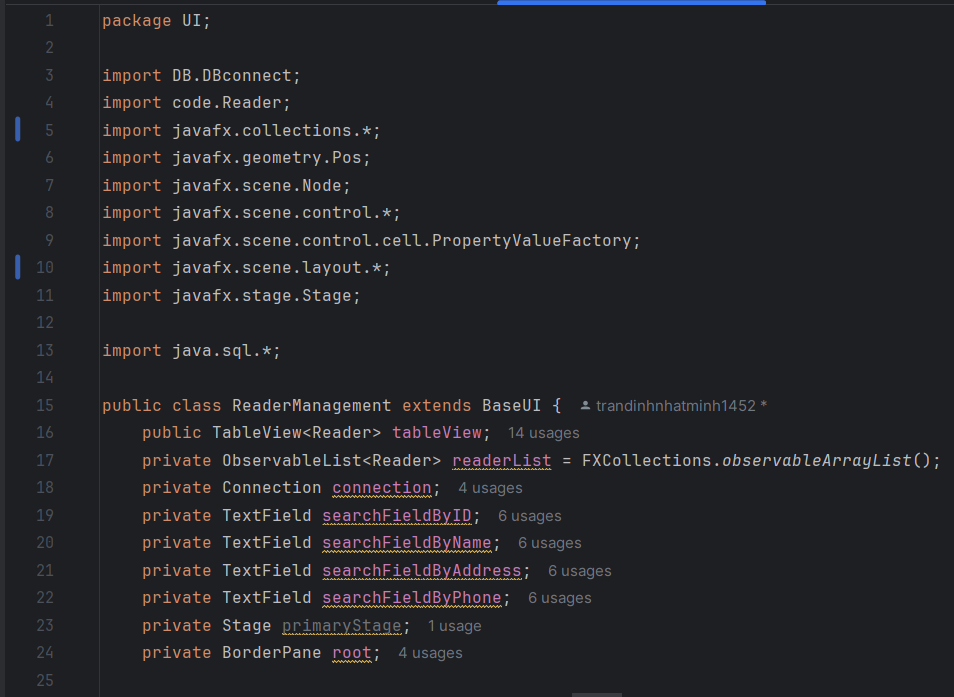 1 package UI;
2
3 import DB.DBconnect;
4 import code.Reader;
5 import javafx.collections.*;
6 import javafx.geometry.Pos;
7 import javafx.scene.Node;
8 import javafx.scene.control.*;
9 import javafx.scene.control.cell.PropertyValueFactory;
10 import javafx.scene.layout.*;
11 import javafx.stage.Stage;
12
13 import java.sql.*;
14
15 public class ReaderManagement extends BaseUI { trandinhnhatminh1452 *
16 public TableView<Reader> tableView; 14 usages
17 private ObservableList<Reader> readerList = FXCollections.observableArrayList();
18 private Connection connection; 4 usages
19 private TextField searchFieldByID; 6 usages
20 private TextField searchFieldByName; 6 usages
21 private TextField searchFieldByAddress; 6 usages
22 private TextField searchFieldByPhone; 6 usages
23 private Stage primaryStage; 1 usage
24 private BorderPane root; 4 usages
25